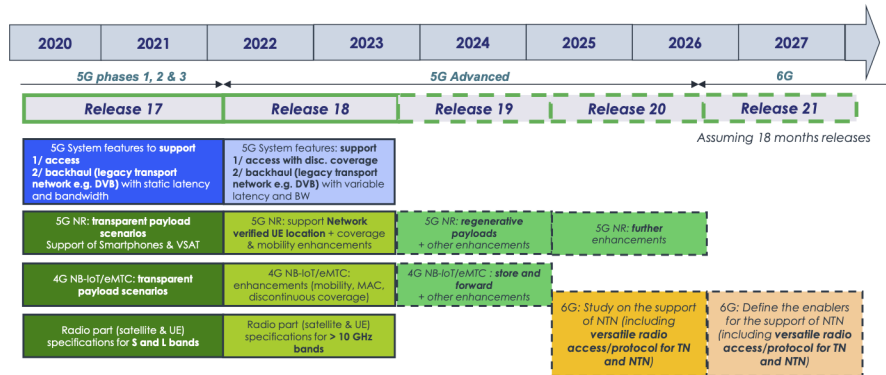 2020 2021 2022 2023 2024 2025 2026 2027
5G phases 1, 2 & 3 5G Advanced 6G
Release 17 Release 18 Release 19 Release 20 Release 21
Assuming 18 months releases
5G System features to support
1/ access
2/ backhaul (legacy transport
network e.g. DVB) with static latency
and bandwidth
5G System features: support
1/ access with disc. coverage
2/ backhaul (legacy transport
network e.g. DVB) with variable
latency and BW
5G NR: transparent payload
scenarios
Support of Smartphones & VSAT
5G NR: support Network
verified UE location + coverage
& mobility enhancements
5G NR: regenerative
payloads
+ other enhancements
5G NR: further
enhancements
4G NB-IoT/eMTC: transparent
payload scenarios
4G NB-IoT/eMTC:
enhancements (mobility, MAC,
discontinuous coverage)
4G NB-IoT/eMTC : store and
forward
+ other enhancements
6G: Study on the support
of NTN (including
versatile radio
access/protocol for TN
and NTN)
6G: Define the enablers
for the support of NTN
(including versatile radio
access/protocol for TN
and NTN)
Radio part (satellite & UE)
specifications for S and L bands
Radio part (satellite & UE)
specifications for > 10 GHz
bands